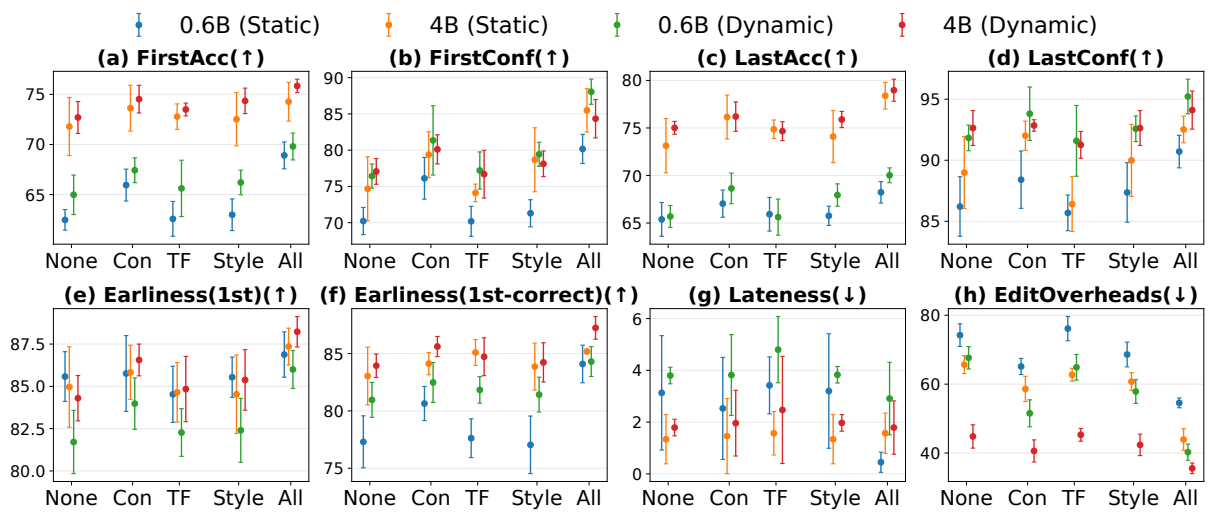 0.6B (Static) 4B (Static) 0.6B (Dynamic) 4B (Dynamic)
(a) FirstAcc(↑) (b) FirstConf(↑) (c) LastAcc(↑) (d) LastConf(↑)
75
70
65
None Con TF Style All
90
85
80
75
70
None Con TF Style All
80
75
70
65
None Con TF Style All
95
90
85
None Con TF Style All
(e) Earliness(1st)(↑) (f) Earliness(1st-correct)(↑) (g) Lateness(↓) (h) EditOverheads(↓)
87.5
85.0
82.5
80.0
None Con TF Style All
85
80
75
None Con TF Style All
6
4
2
0
None Con TF Style All
80
60
40
None Con TF Style All